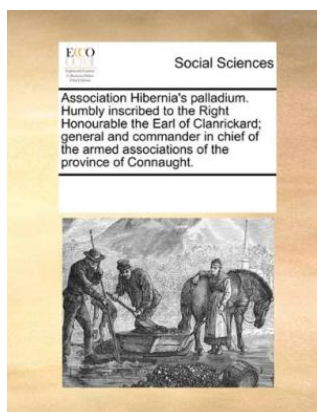 ECCO
Social Sciences
Association Hibernia's palladium.
Humbly inscribed to the Right
Honourable the Earl of Clanrickard;
general and commander in chief of
the armed associations of the
province of Connaught.